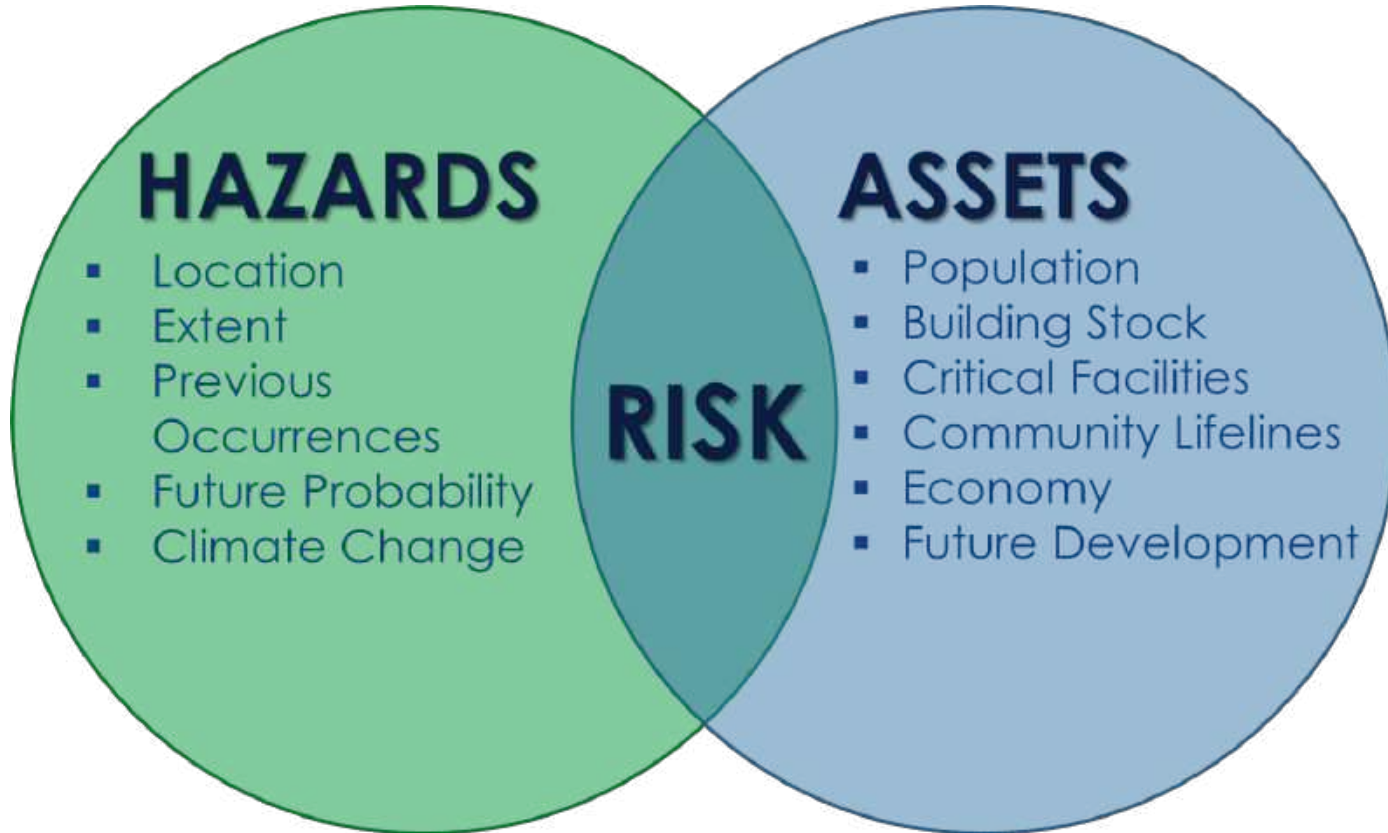 HAZARDS
▪ Location
▪ Extent
▪ Previous
Occurrences
▪ Future Probability
▪ Climate Change
RISK
ASSETS
▪ Population
▪ Building Stock
▪ Critical Facilities
▪ Community Lifelines
▪ Economy
▪ Future Development